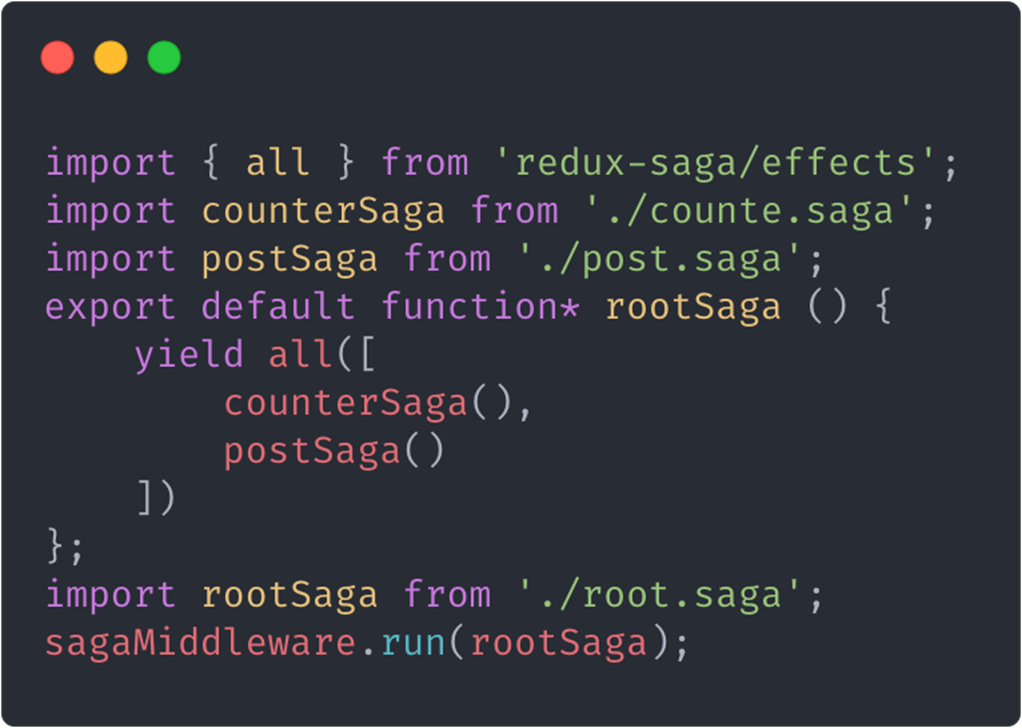 import { all } from 'redux-saga/effects';
import counterSaga from './counte.saga';
import postSaga from './post.saga';
export default function* rootSaga () {
    yield all([
        counterSaga(),
        postSaga()
    ])
};
import rootSaga from './root.saga';
sagaMiddleware.run(rootSaga);